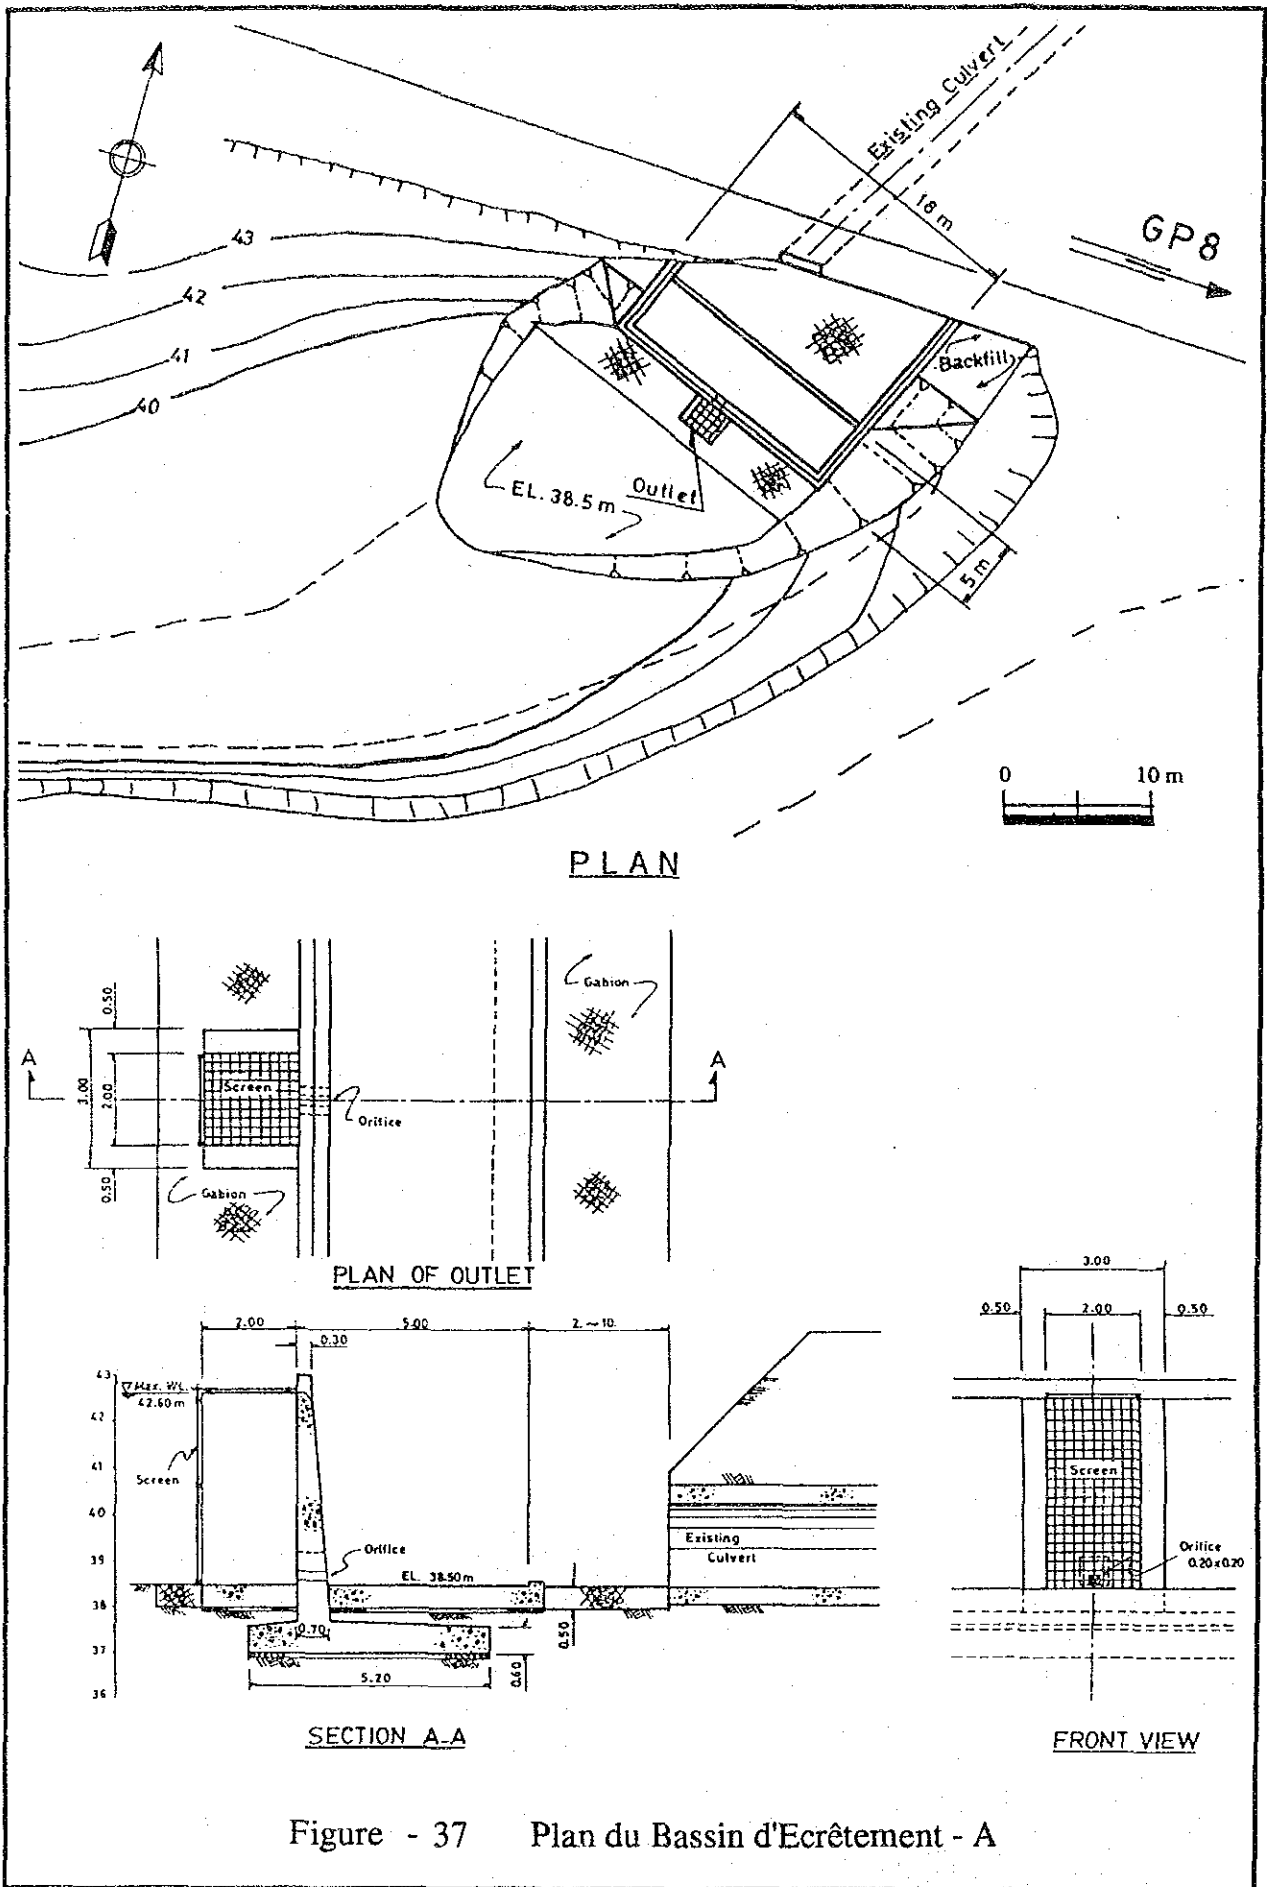 Existing Culvert
18 m
GP8
43
42
41
40
Backfill
EL. 38.5 m
Outlet
5 m
0 10 m
PLAN
0.50
Gabion
A A
3.00
2.00
Screen
Orifice
0.50
Gabion
PLAN OF OUTLET
3.00
0.50 2.00 0.50
2.00 5.00 2.~10.
0.30
43
Max. WL.
42.60 m
42
41
Screen
40
39
38
37
36
Orifice
EL. 38.50m
Existing
Culvert
0.70
5.20
0.50
0.60
Screen
Orifice
0.20x0.20
SECTION A-A
FRONT VIEW
Figure - 37 Plan du Bassin d'Ecrêtement - A